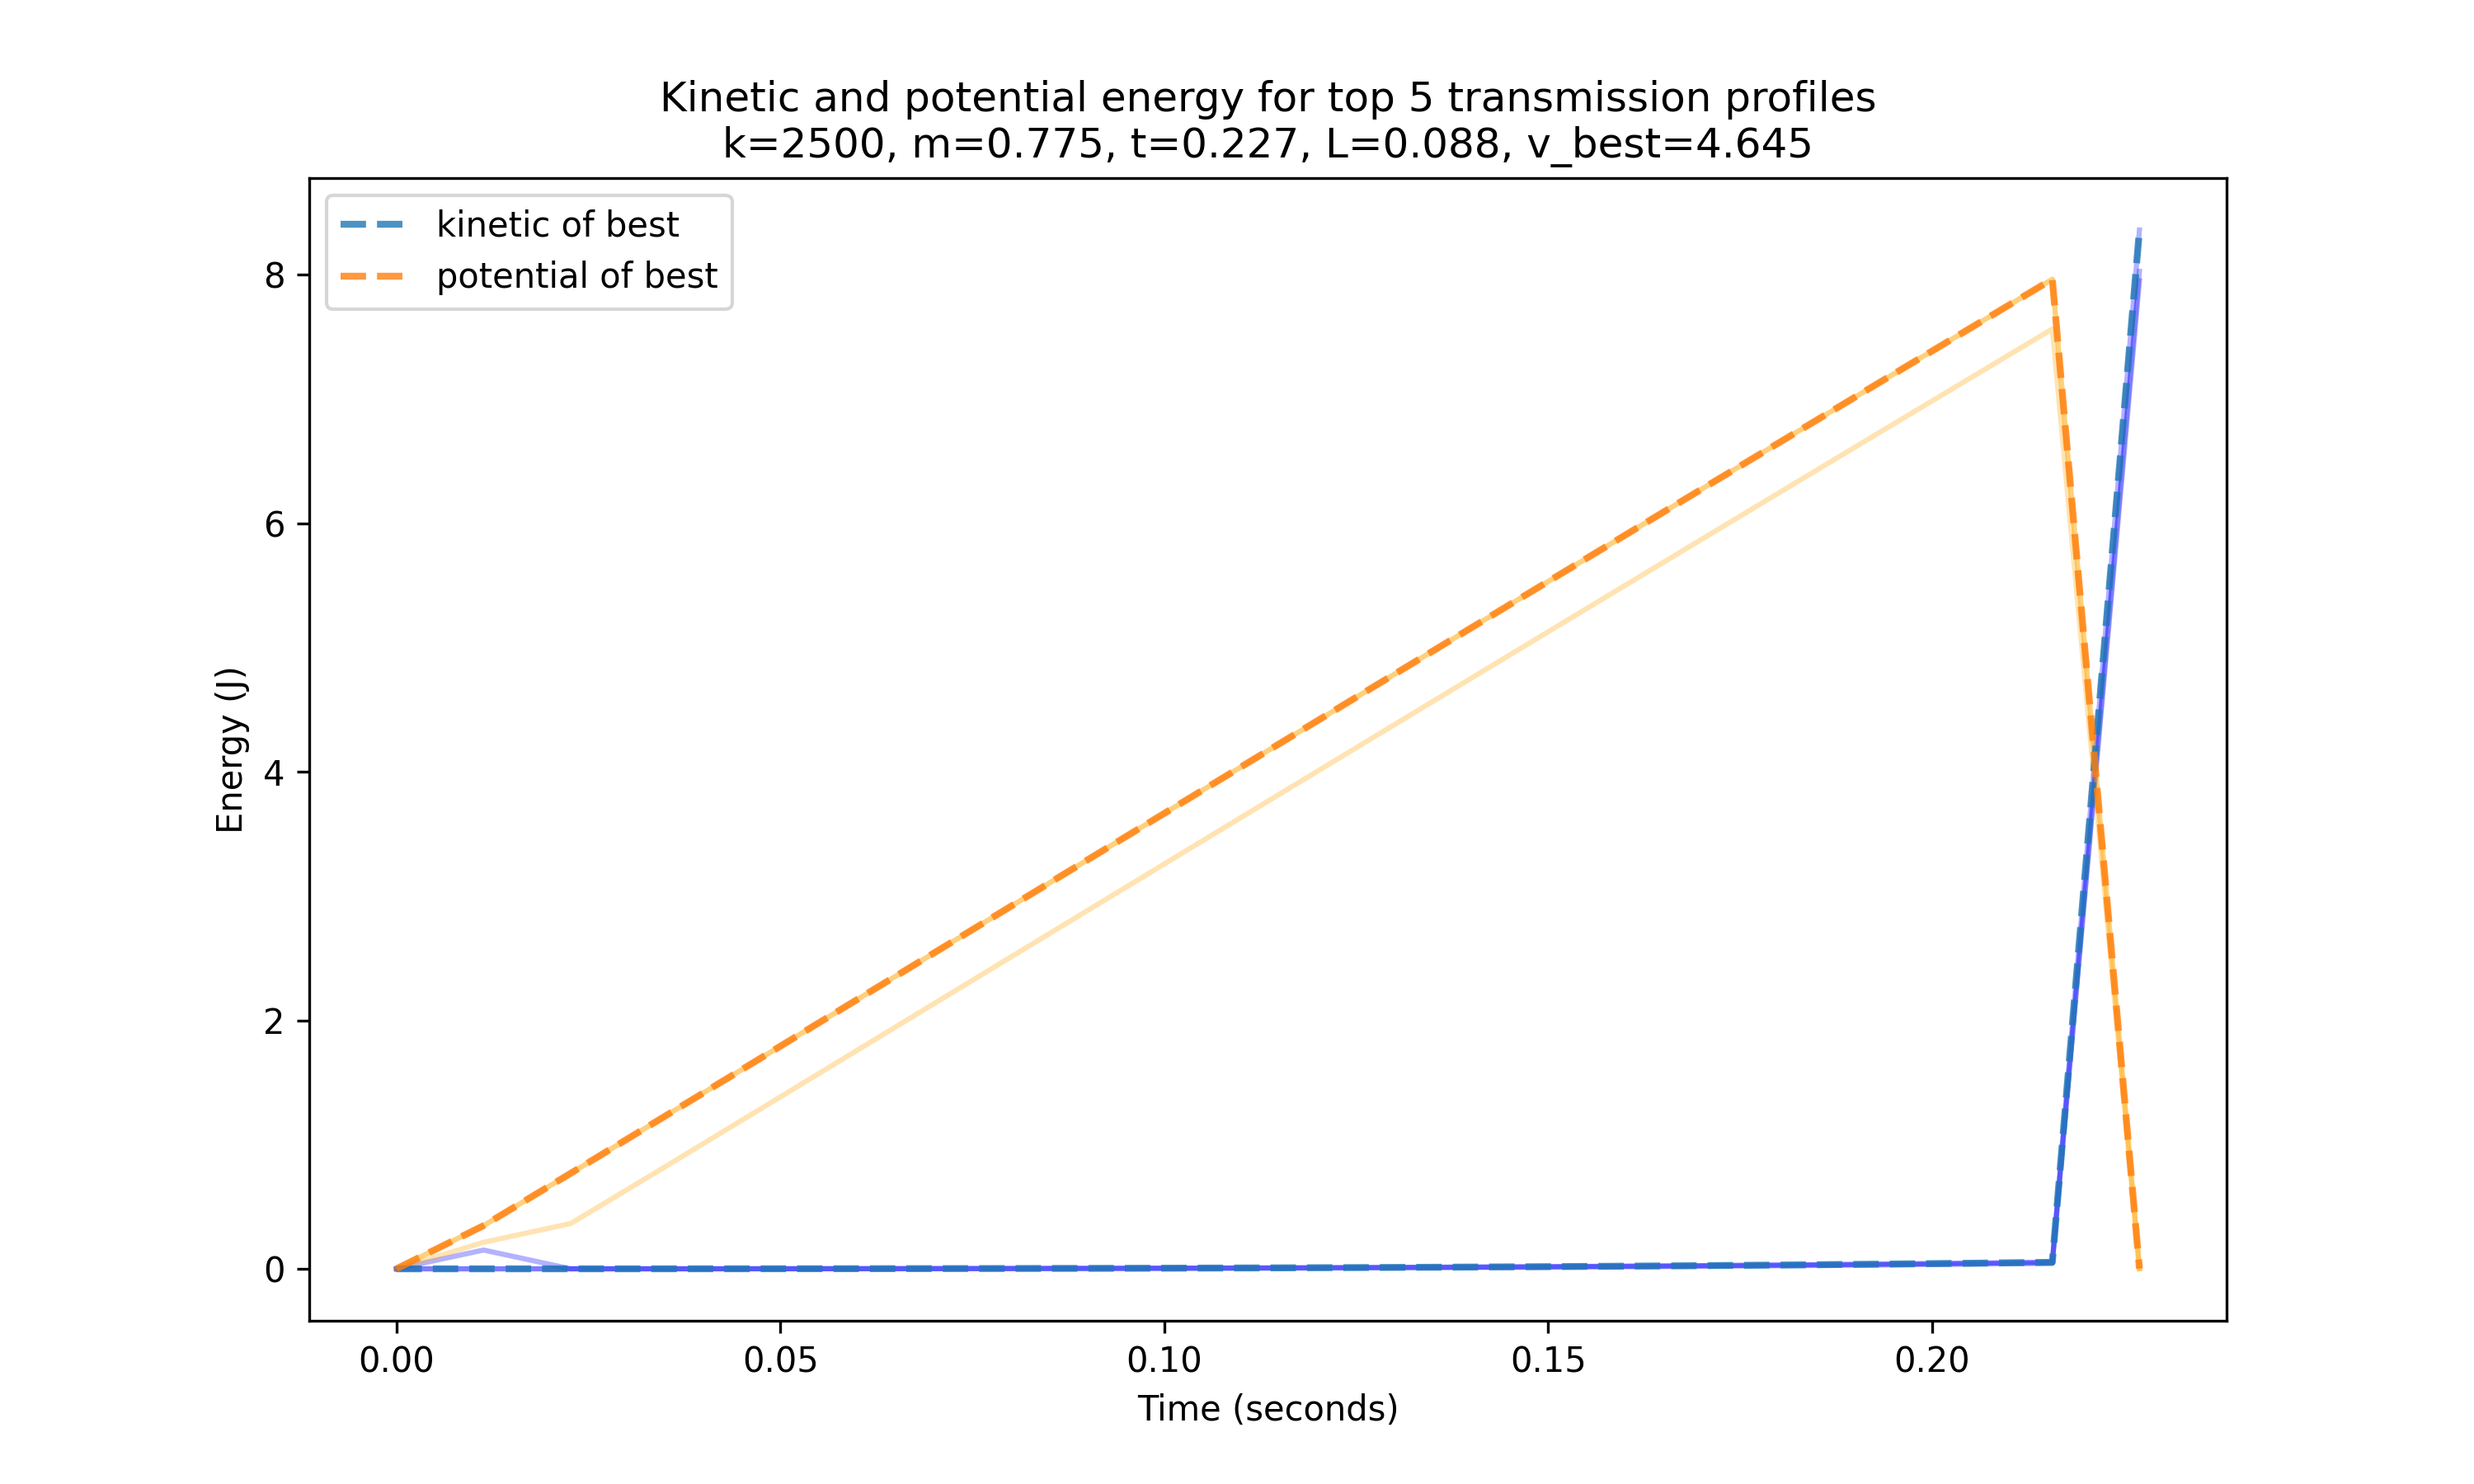 Kinetic and potential energy for top 5 transmission profiles
k=2500, m=0.775, t=0.227, L=0.088, v_best=4.645
kinetic of best
potential of best
8
6
4
2
0
Energy (J)
0.00 0.05 0.10 0.15 0.20
Time (seconds)